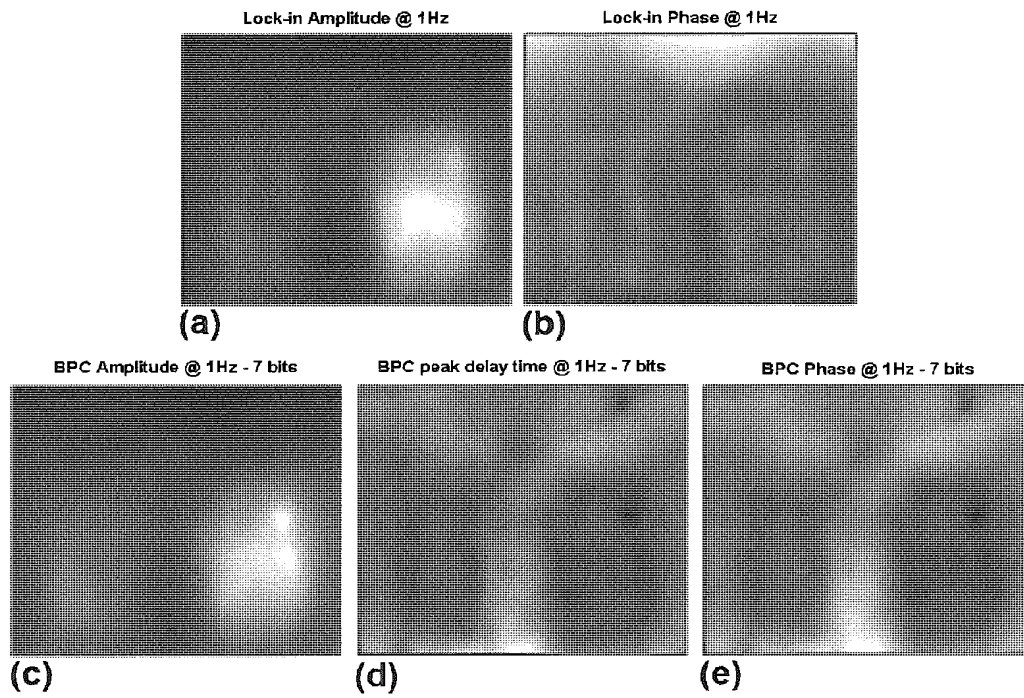 Lock-in Amplitude @ 1Hz
Lock-in Phase @ 1Hz
(a)
(b)
BPC Amplitude @ 1Hz - 7 bits
BPC peak delay time @ 1Hz - 7 bits
BPC Phase @ 1Hz - 7 bits
(c)
(d)
(e)